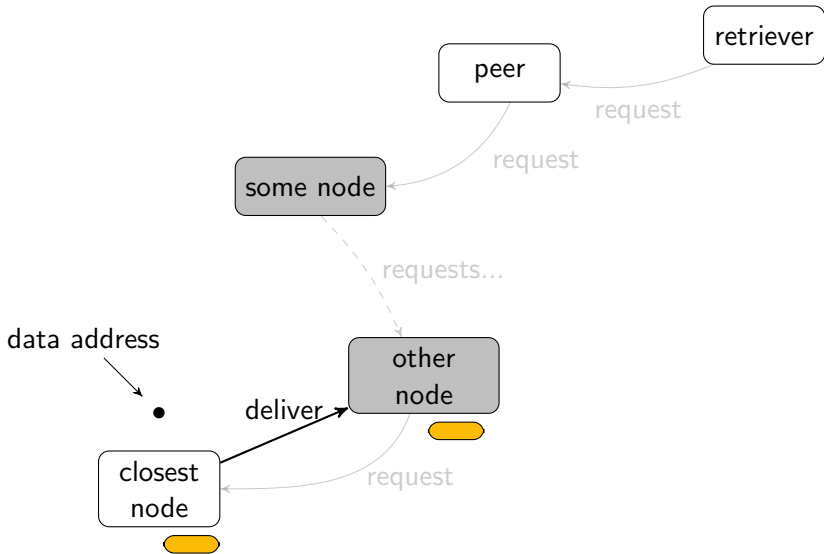 retriever
peer
request
request
some node
requests...
data address
other
node
deliver
closest
node
request